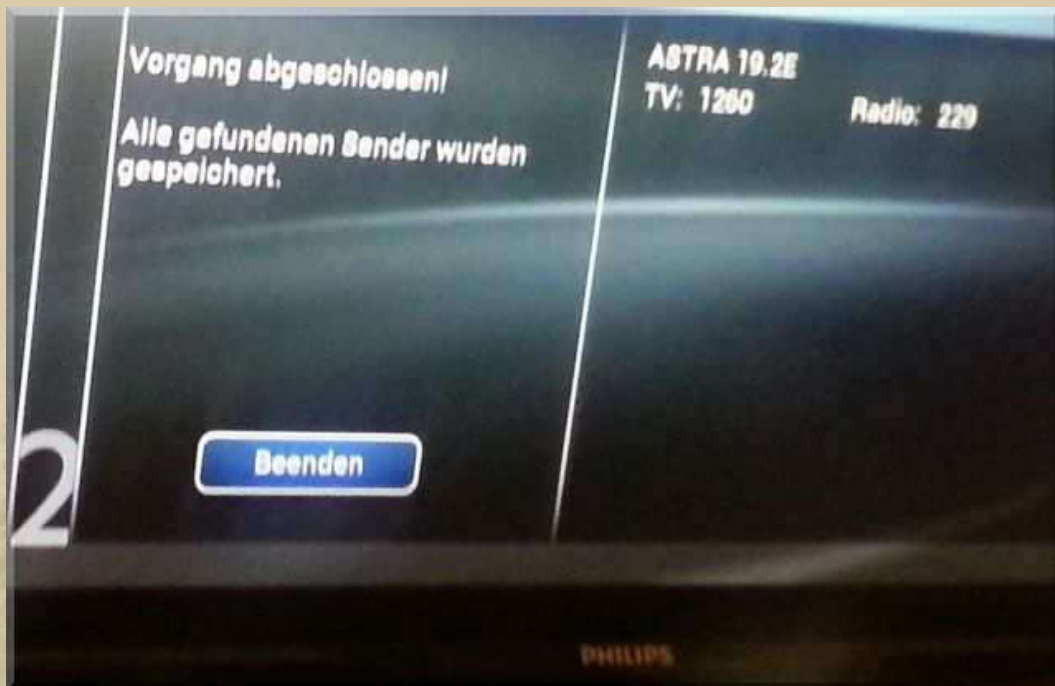 Vorgang abgeschlossen!
Alle gefundenen Sender wurden
gespeichert.
Beenden
2
ASTRA 19.2E
TV: 1260 Radio: 229
PHILIPS